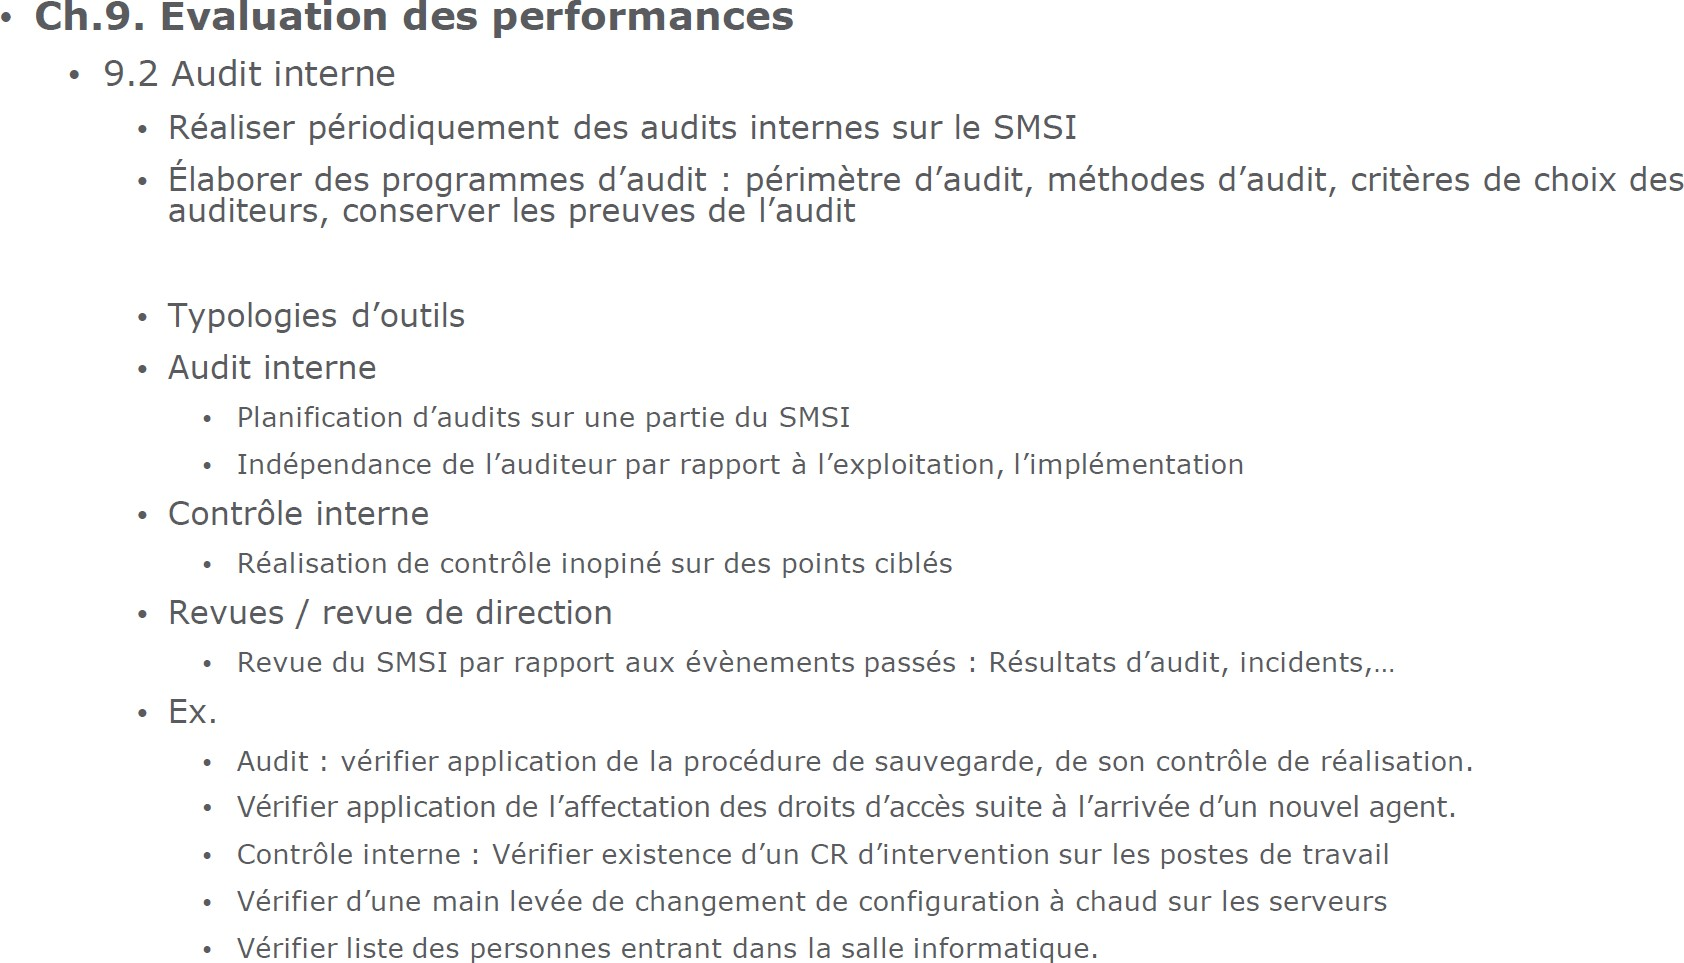 • Ch.9. Evaluation des performances
• 9.2 Audit interne
• Réaliser périodiquement des audits internes sur le SMSI
• Élaborer des programmes d’audit : périmètre d’audit, méthodes d’audit, critères de choix des
auditeurs, conserver les preuves de l’audit
• Typologies d’outils
• Audit interne
• Planification d’audits sur une partie du SMSI
• Indépendance de l’auditeur par rapport à l’exploitation, l’implémentation
• Contrôle interne
• Réalisation de contrôle inopiné sur des points ciblés
• Revues / revue de direction
• Revue du SMSI par rapport aux évènements passés : Résultats d’audit, incidents,…
• Ex.
• Audit : vérifier application de la procédure de sauvegarde, de son contrôle de réalisation.
• Vérifier application de l’affectation des droits d’accès suite à l’arrivée d’un nouvel agent.
• Contrôle interne : Vérifier existence d’un CR d’intervention sur les postes de travail
• Vérifier d’une main levée de changement de configuration à chaud sur les serveurs
• Vérifier liste des personnes entrant dans la salle informatique.